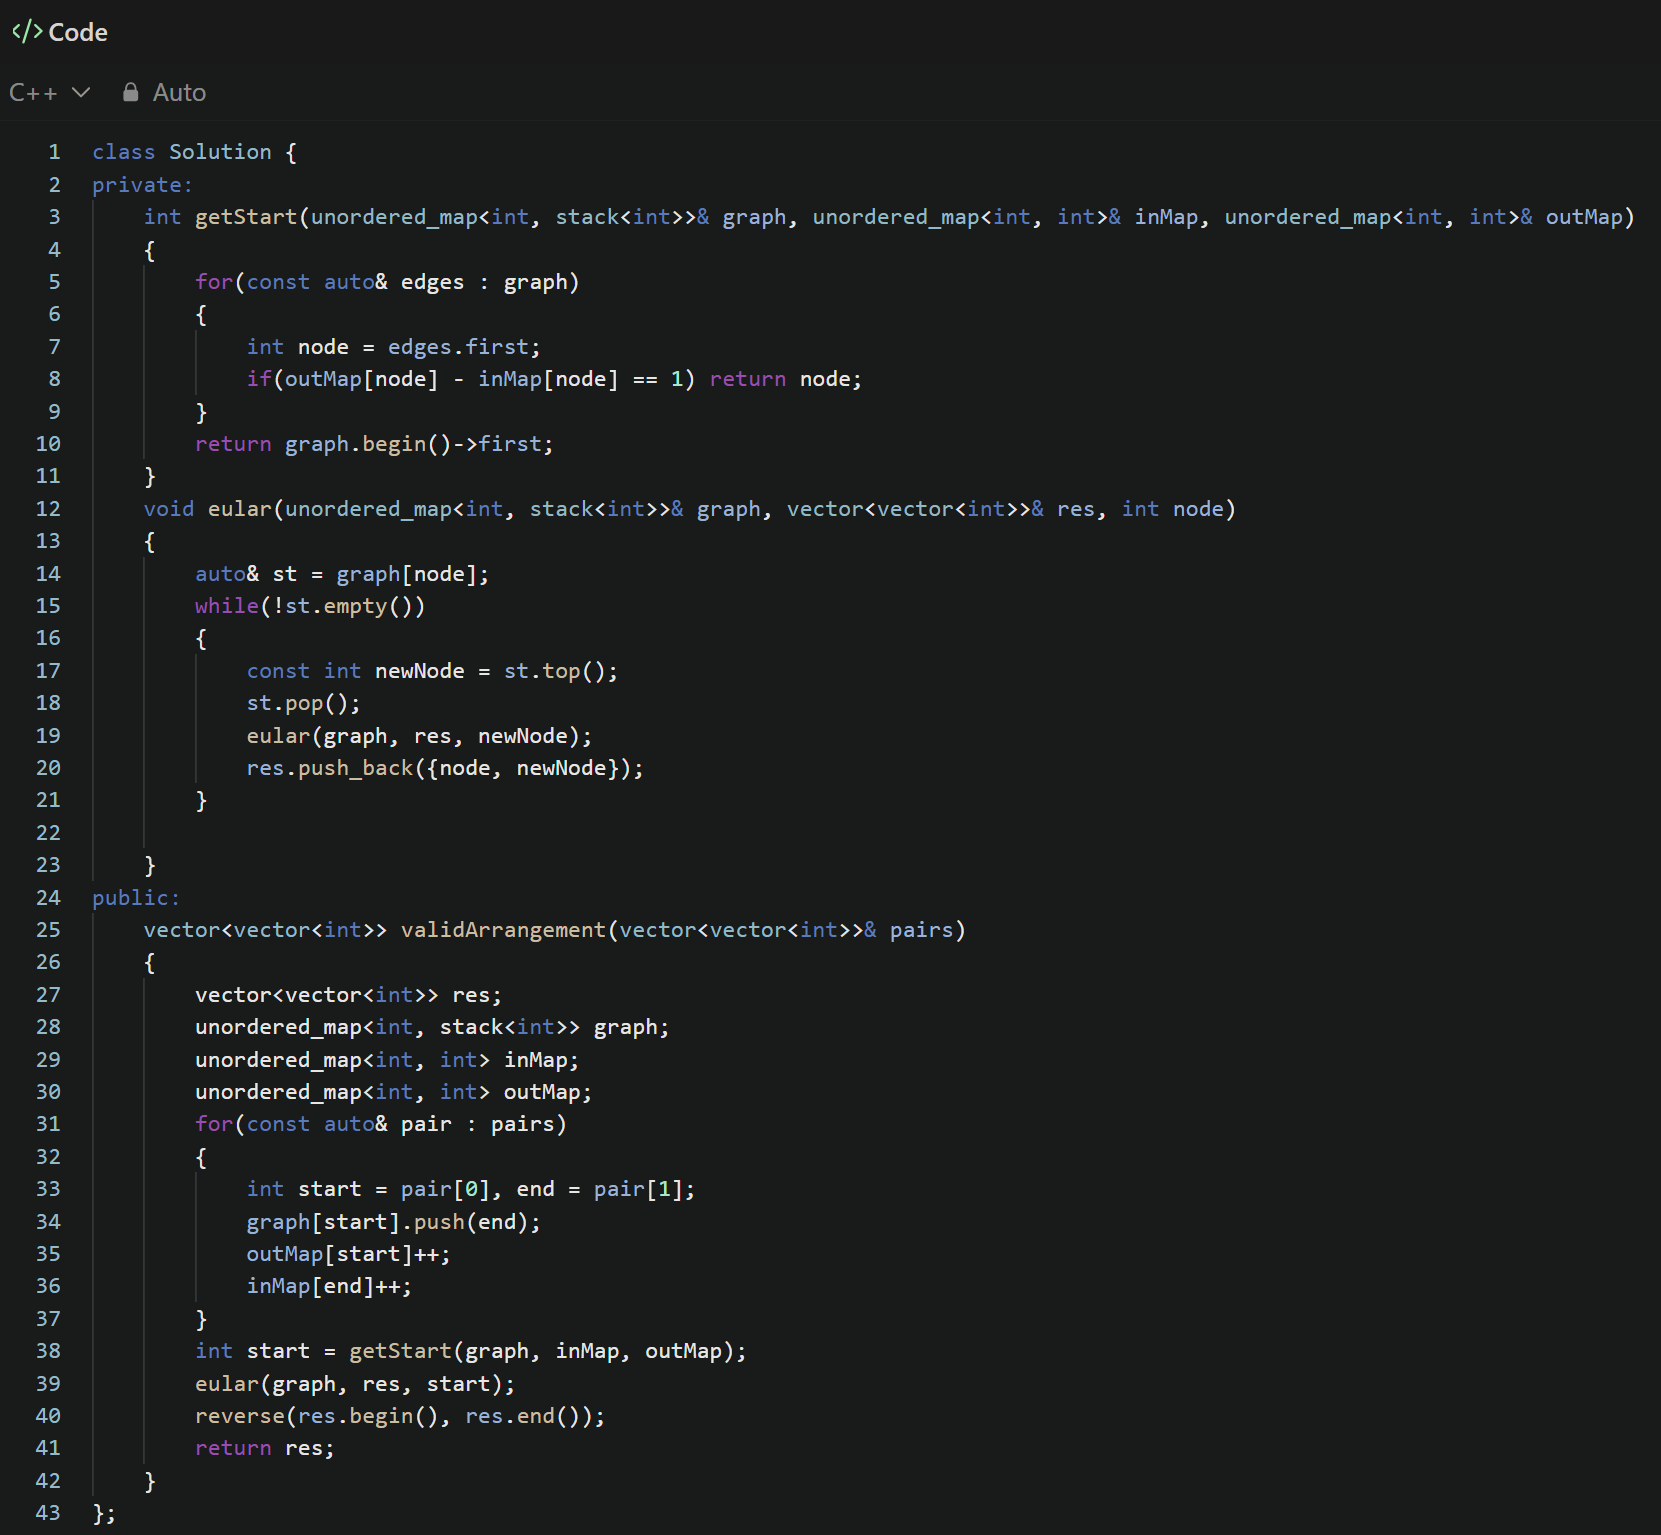 </> Code
C++ Auto
1 class Solution {
2 private:
3     int getStart(unordered_map<int, stack<int>>& graph, unordered_map<int, int>& inMap, unordered_map<int, int>& outMap)
4     {
5         for(const auto& edges : graph)
6         {
7             int node = edges.first;
8             if(outMap[node] - inMap[node] == 1) return node;
9         }
10         return graph.begin()->first;
11     }
12     void eular(unordered_map<int, stack<int>>& graph, vector<vector<int>>& res, int node)
13     {
14         auto& st = graph[node];
15         while(!st.empty())
16         {
17             const int newNode = st.top();
18             st.pop();
19             eular(graph, res, newNode);
20             res.push_back({node, newNode});
21         }
22
23     }
24 public:
25     vector<vector<int>> validArrangement(vector<vector<int>>& pairs)
26     {
27         vector<vector<int>> res;
28         unordered_map<int, stack<int>> graph;
29         unordered_map<int, int> inMap;
30         unordered_map<int, int> outMap;
31         for(const auto& pair : pairs)
32         {
33             int start = pair[0], end = pair[1];
34             graph[start].push(end);
35             outMap[start]++;
36             inMap[end]++;
37         }
38         int start = getStart(graph, inMap, outMap);
39         eular(graph, res, start);
40         reverse(res.begin(), res.end());
41         return res;
42     }
43 };